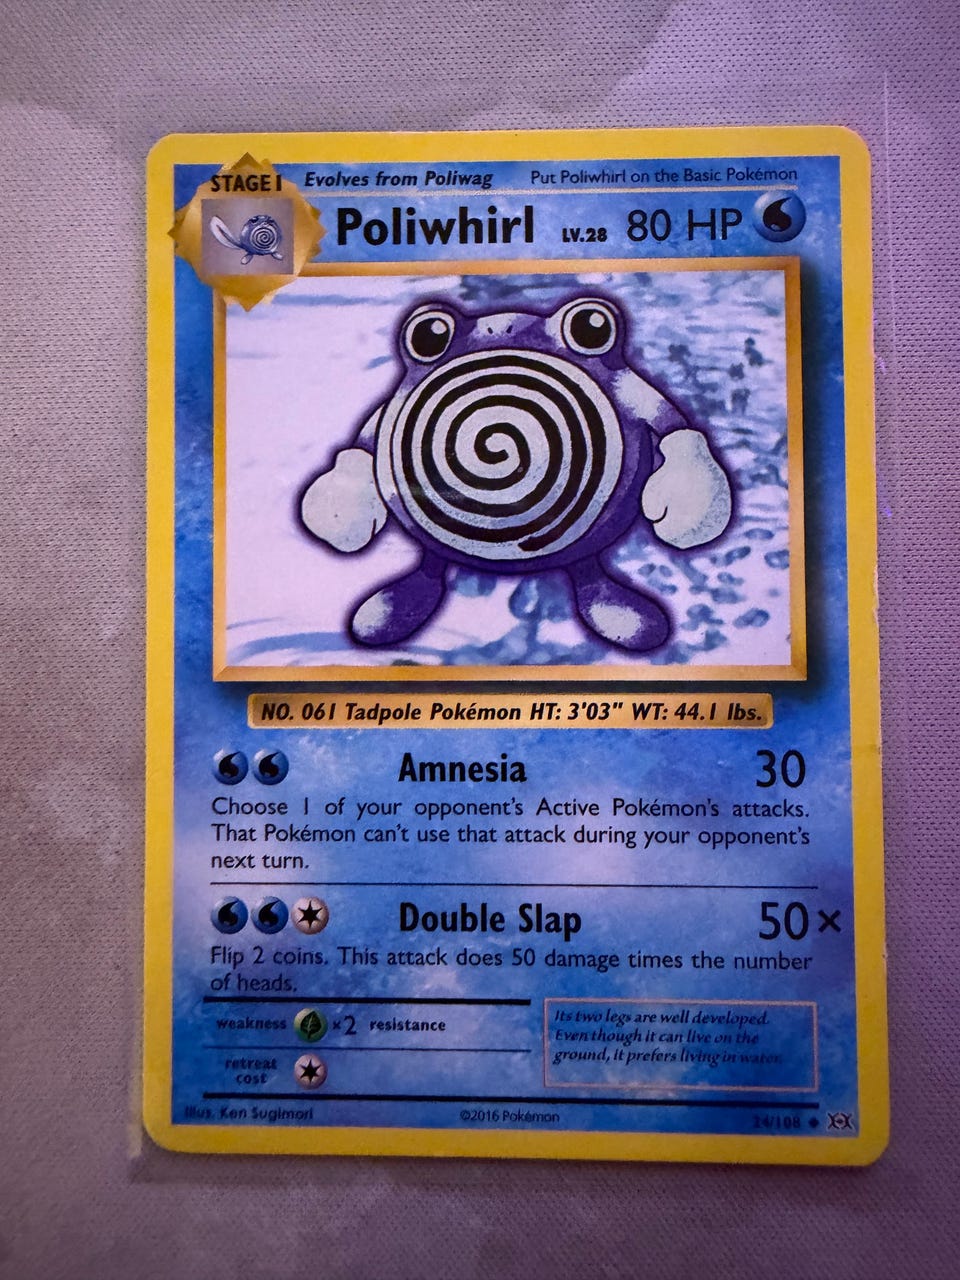 STAGE 1 Evolves from Poliwag Put Poliwhirl on the Basic Pokémon
Poliwhirl LV.28 80 HP
NO. 061 Tadpole Pokémon HT: 3'03" WT: 44.1 lbs.
Amnesia 30
Choose 1 of your opponent's Active Pokémon's attacks.
That Pokémon can't use that attack during your opponent's
next turn.
Double Slap 50×
Flip 2 coins. This attack does 50 damage times the number
of heads.
weakness ×2 resistance
retreat
cost
Its two legs are well developed.
Even though it can live on the
ground, it prefers living in water.
Illus. Ken Sugimori ©2016 Pokémon 24/108